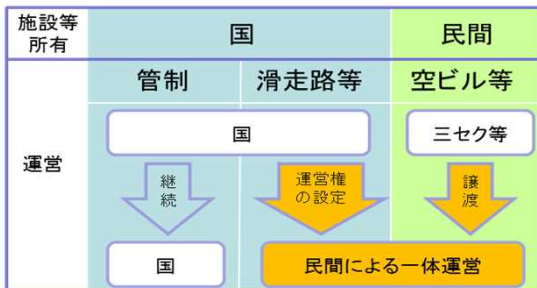 施設等
所有
国
民間
管制
滑走路等
空ビル等
運営
国
三セク等
継
続
運営権
の設定
譲
渡
国
民間による一体運営